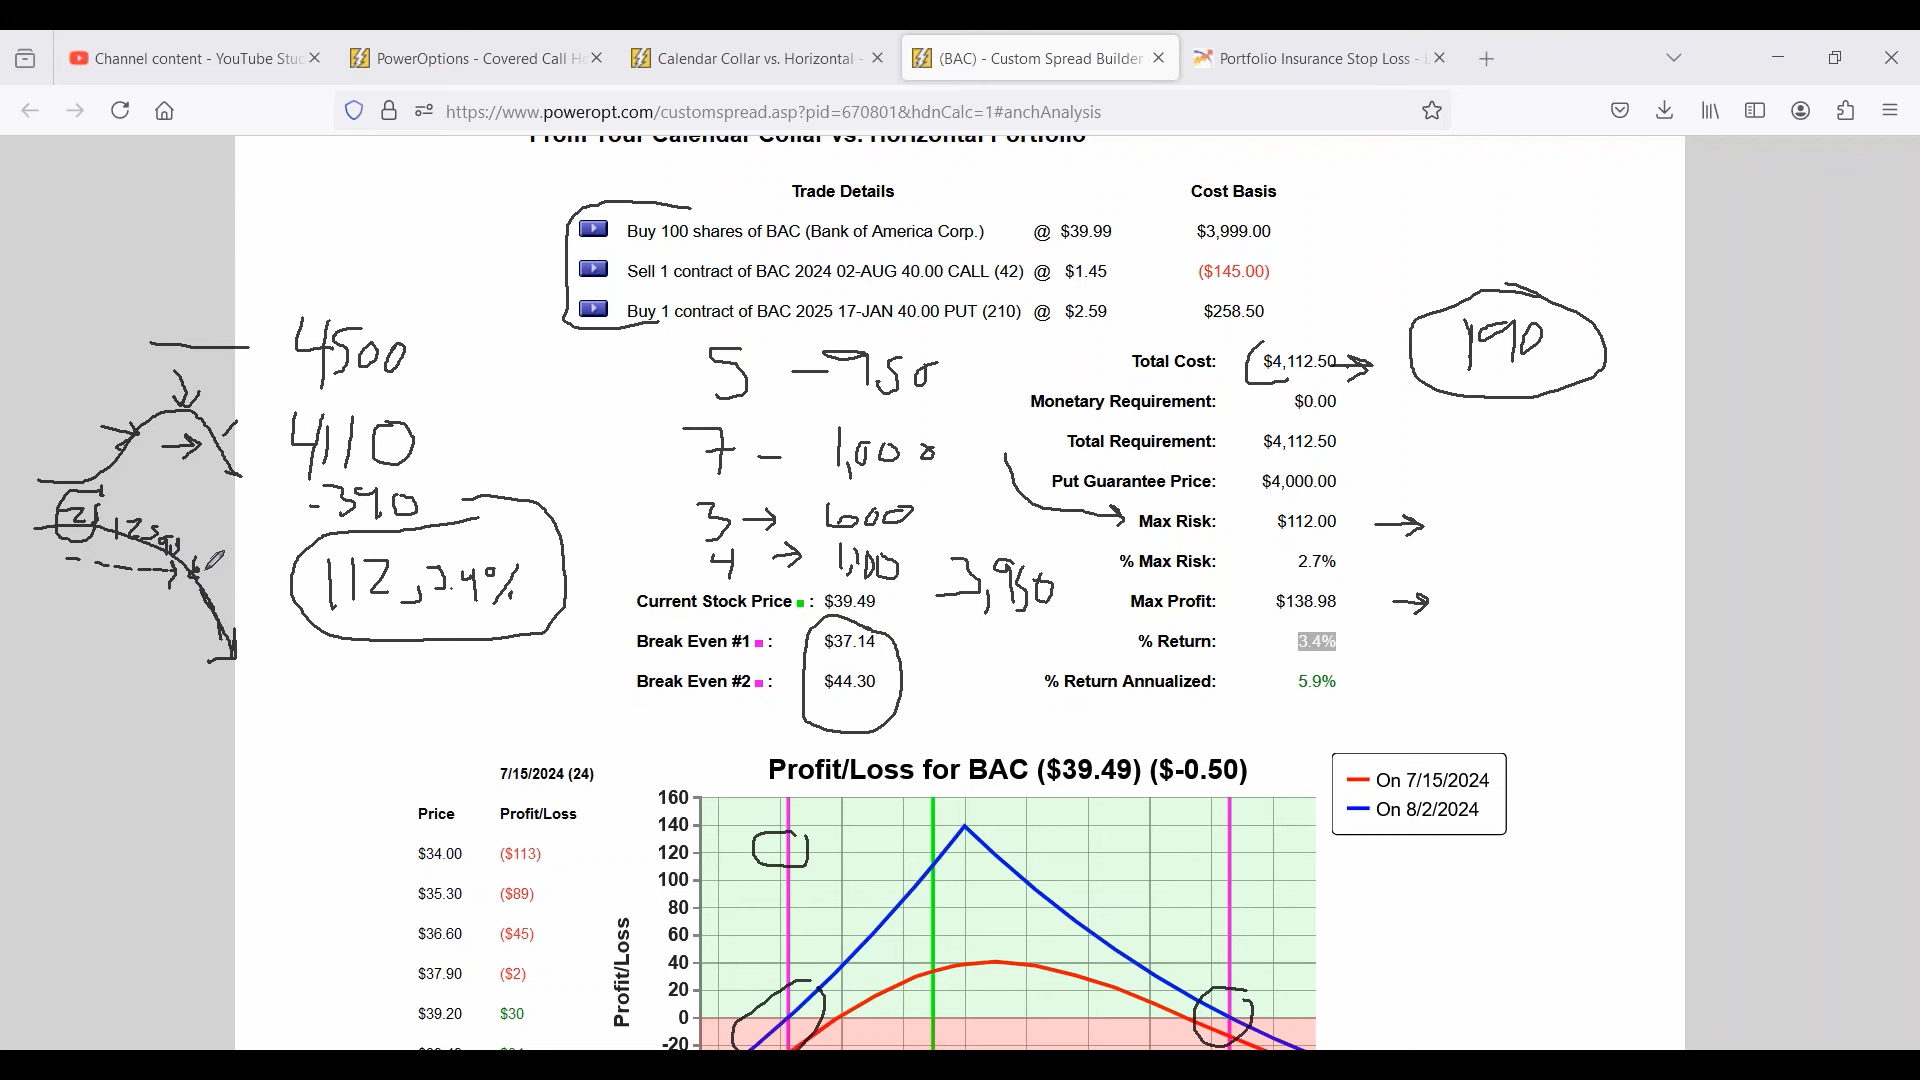 Channel content - YouTube Stud
PowerOptions - Covered Call H
Calendar Collar vs. Horizontal -
(BAC) - Custom Spread Builder
Portfolio Insurance Stop Loss -
https://www.poweropt.com/customspread.asp?pid=670801&hdnCalc=1#anchAnalysis
From Your Calendar Collar vs. Horizontal Portfolio
Trade Details Cost Basis
Buy 100 shares of BAC (Bank of America Corp.) @ $39.99 $3,999.00
Sell 1 contract of BAC 2024 02-AUG 40.00 CALL (42) @ $1.45 ($145.00)
Buy 1 contract of BAC 2025 17-JAN 40.00 PUT (210) @ $2.59 $258.50
Total Cost: $4,112.50
Monetary Requirement: $0.00
Total Requirement: $4,112.50
Put Guarantee Price: $4,000.00
Max Risk: $112.00
% Max Risk: 2.7%
Current Stock Price : $39.49 Max Profit: $138.98
Break Even #1 : $37.14 % Return: 3.4%
Break Even #2 : $44.30 % Return Annualized: 5.9%
4500
4110
-390
5 - 950
7 - 1,000
3 → 1000
4 → 1,100
3,950
190
7/15/2024 (24)
Price Profit/Loss
$34.00 ($113)
$35.30 ($89)
$36.60 ($45)
$37.90 ($2)
$39.20 $30
Profit/Loss for BAC ($39.49) ($-0.50)
On 7/15/2024
On 8/2/2024
Profit/Loss
160
140
120
100
80
60
40
20
0
-20